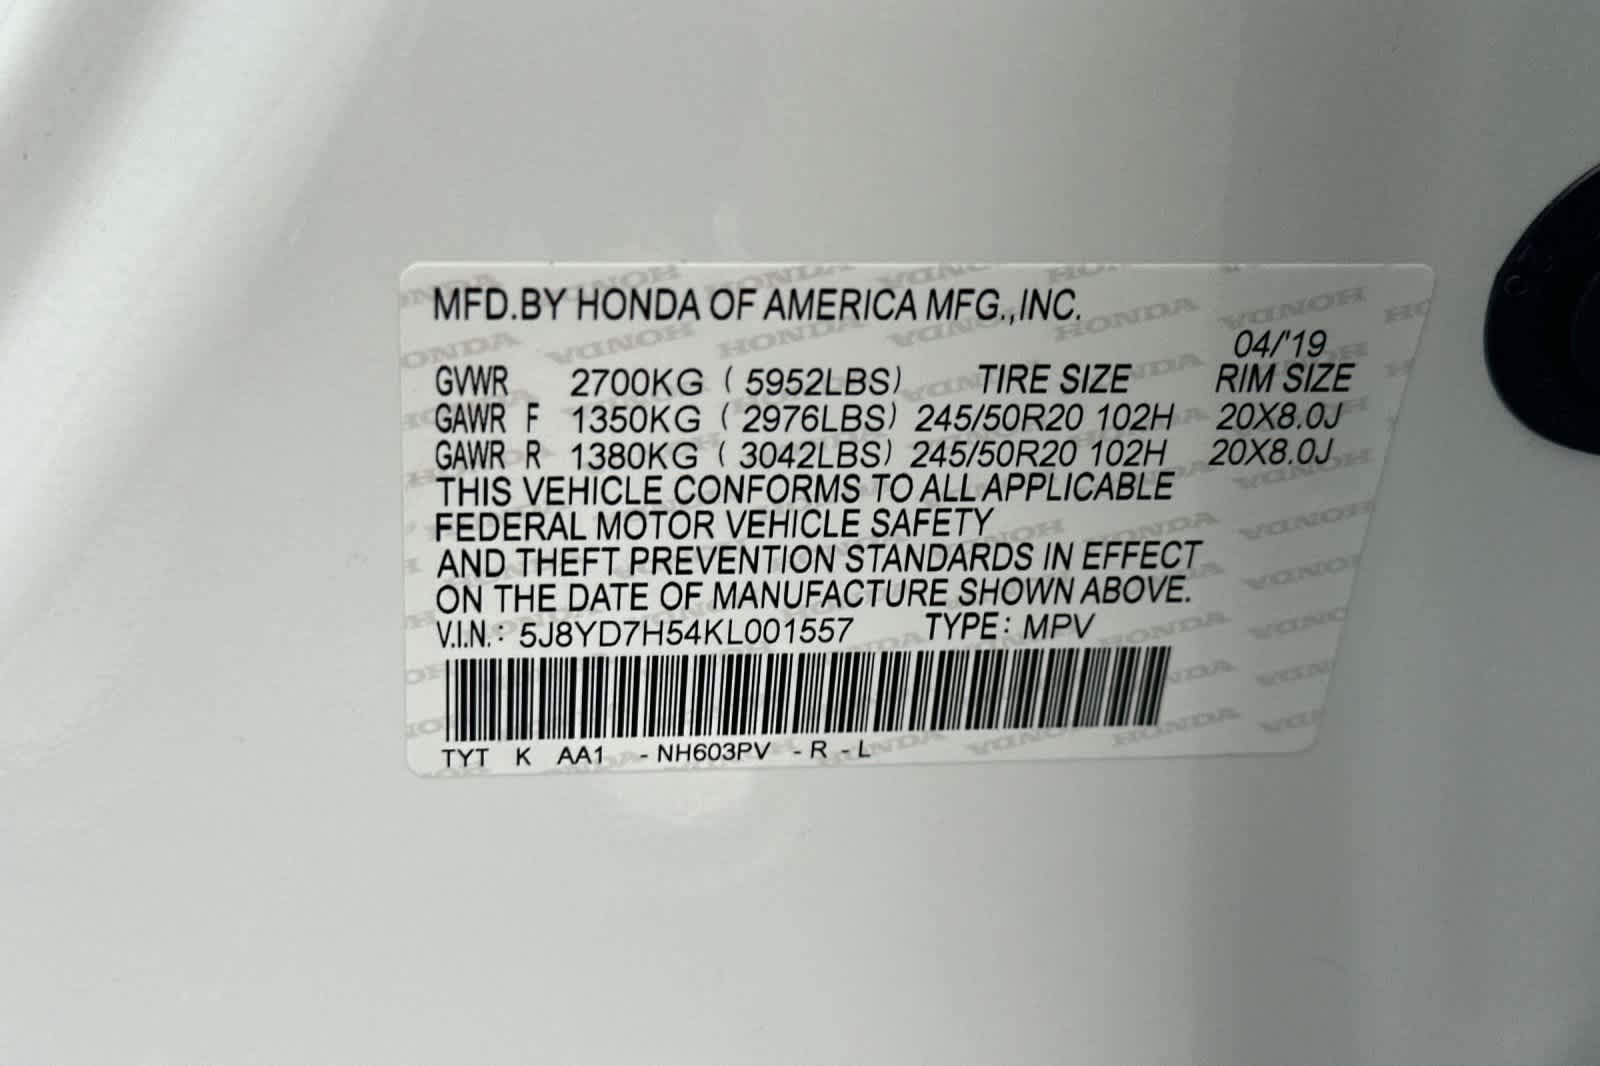 MFD.BY HONDA OF AMERICA MFG.,INC.
04/'19
GVWR 2700KG ( 5952LBS) TIRE SIZE RIM SIZE
GAWR F 1350KG ( 2976LBS) 245/50R20 102H 20X8.0J
GAWR R 1380KG ( 3042LBS) 245/50R20 102H 20X8.0J
THIS VEHICLE CONFORMS TO ALL APPLICABLE
FEDERAL MOTOR VEHICLE SAFETY
AND THEFT PREVENTION STANDARDS IN EFFECT
ON THE DATE OF MANUFACTURE SHOWN ABOVE.
V.I.N.: 5J8YD7H54KL001557 TYPE: MPV
TYT K AA1 -NH603PV -R -L